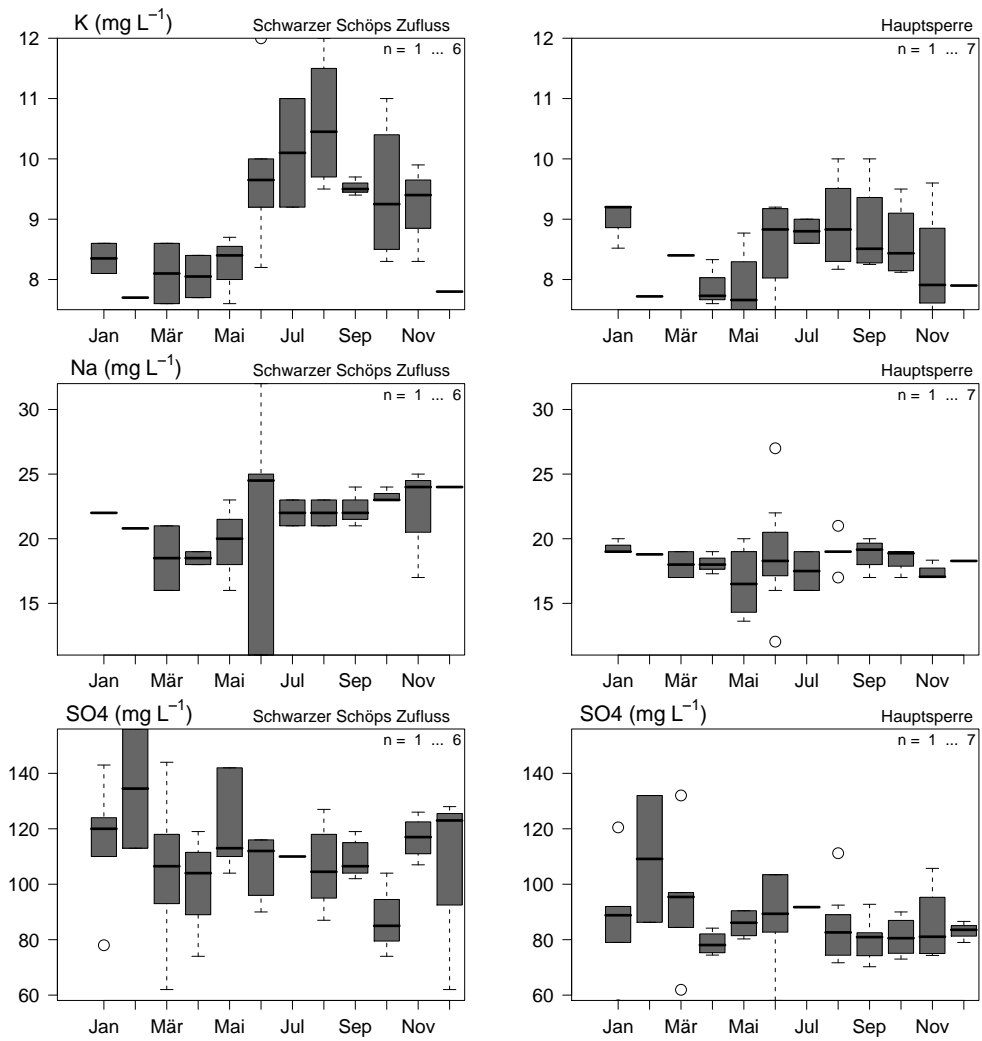 K (mg L⁻¹)
Schwarzer Schöps Zufluss
n = 1 ... 6
12
11
10
9
8
Jan Mär Mai Jul Sep Nov
Hauptsperre
n = 1 ... 7
12
11
10
9
8
Jan Mär Mai Jul Sep Nov
Na (mg L⁻¹)
Schwarzer Schöps Zufluss
n = 1 ... 6
30
25
20
15
Jan Mär Mai Jul Sep Nov
Hauptsperre
n = 1 ... 7
30
25
20
15
Jan Mär Mai Jul Sep Nov
SO4 (mg L⁻¹)
Schwarzer Schöps Zufluss
n = 1 ... 6
140
120
100
80
60
Jan Mär Mai Jul Sep Nov
SO4 (mg L⁻¹)
Hauptsperre
n = 1 ... 7
140
120
100
80
60
Jan Mär Mai Jul Sep Nov